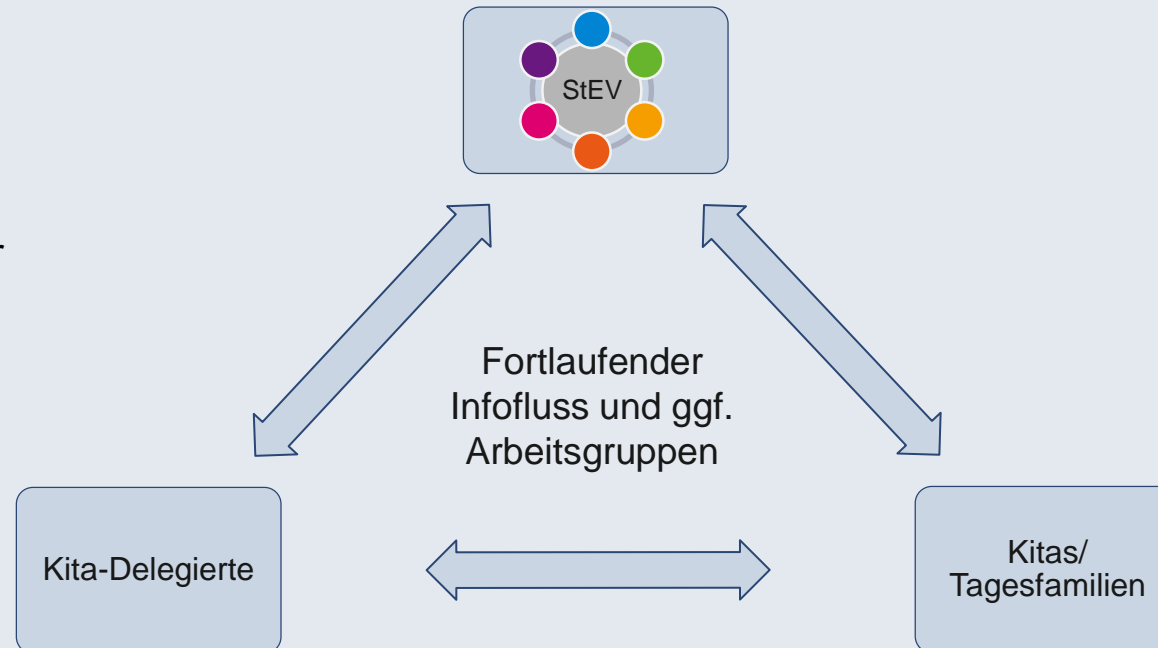 StEV
Fortlaufender
Infofluss und ggf.
Arbeitsgruppen
Kita-Delegierte
Kitas/
Tagesfamilien